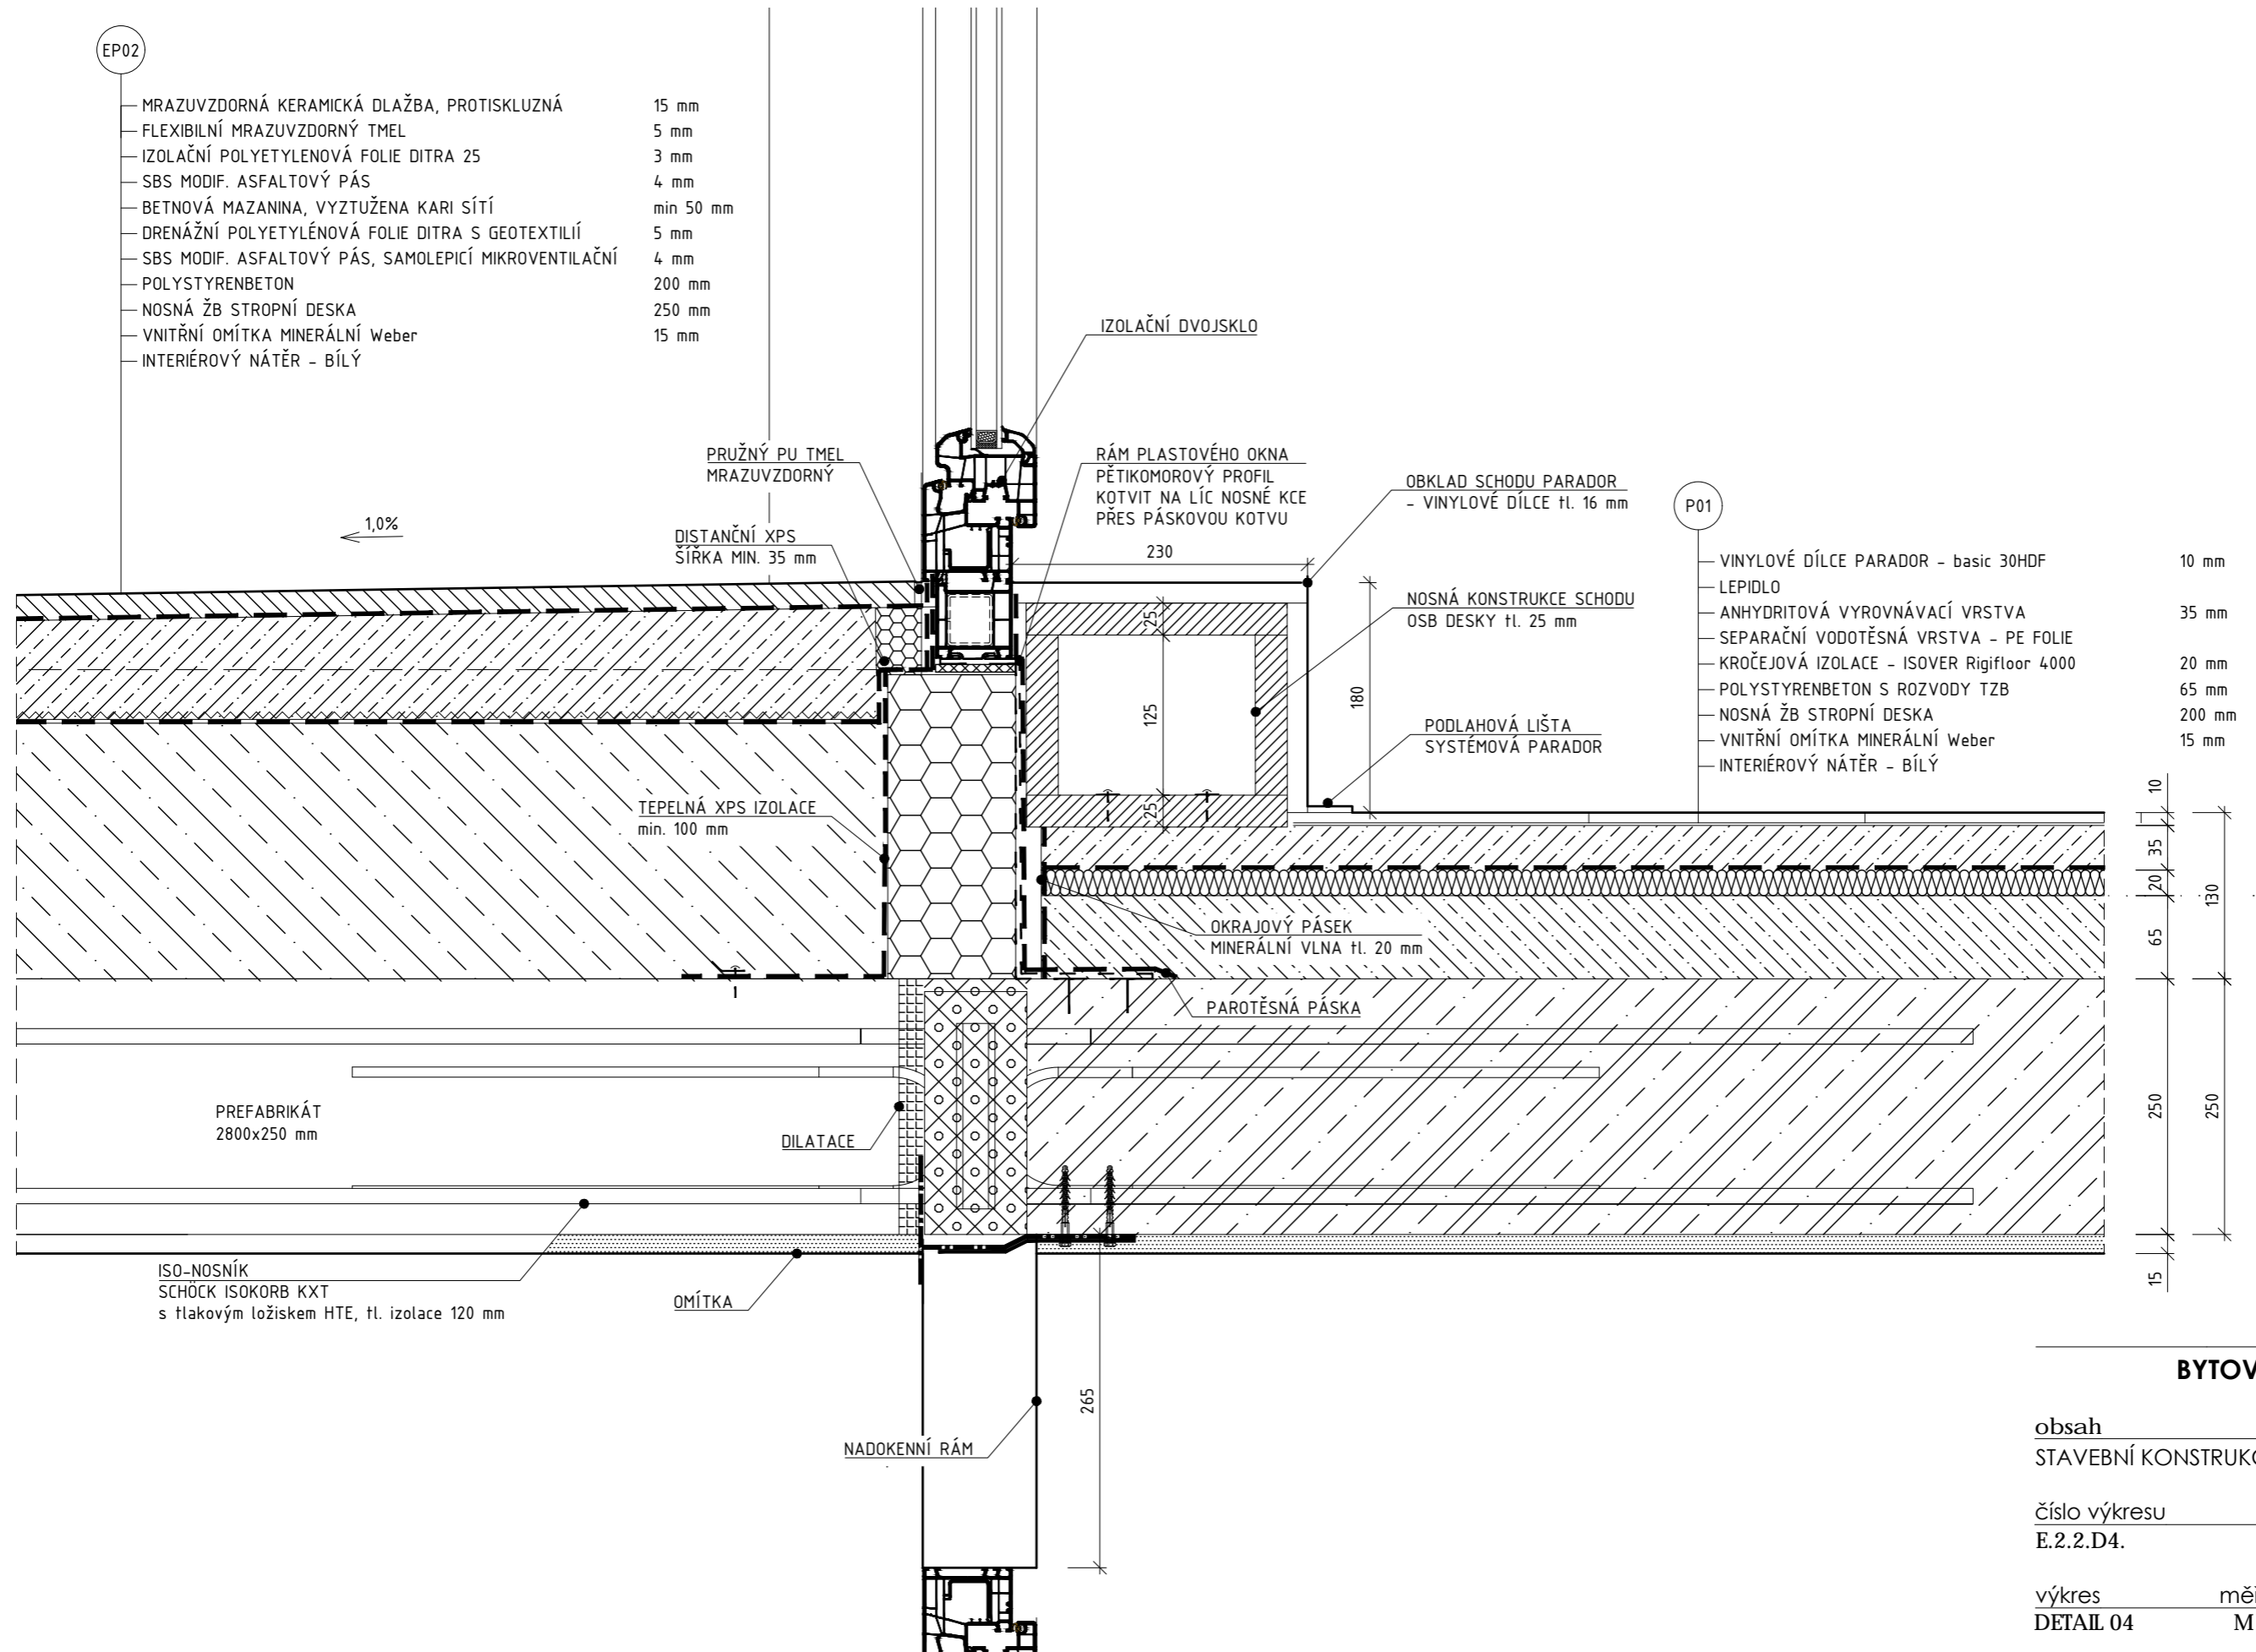 EP02
MRAZUVZDORNÁ KERAMICKÁ DLAŽBA, PROTISKLUZNÁ 15 mm
FLEXIBILNÍ MRAZUVZDORNÝ TMEL 5 mm
IZOLAČNÍ POLYETYLENOVÁ FOLIE DITRA 25 3 mm
SBS MODIF. ASFALTOVÝ PÁS 4 mm
BETNOVÁ MAZANINA, VYZTUŽENA KARI SÍTÍ min 50 mm
DRENÁŽNÍ POLYETYLÉNOVÁ FOLIE DITRA S GEOTEXTILIÍ 5 mm
SBS MODIF. ASFALTOVÝ PÁS, SAMOLEPICÍ MIKROVENTILAČNÍ 4 mm
POLYSTYRENBETON 200 mm
NOSNÁ ŽB STROPNÍ DESKA 250 mm
VNITŘNÍ OMÍTKA MINERÁLNÍ Weber 15 mm
INTERIÉROVÝ NÁTĚR - BÍLÝ
IZOLAČNÍ DVOJSKLO
PRUŽNÝ PU TMEL
MRAZUVZDORNÝ
RÁM PLASTOVÉHO OKNA
PĚTIKOMOROVÝ PROFIL
KOTVIT NA LÍC NOSNÉ KCE
PŘES PÁSKOVOU KOTVU
OBKLAD SCHODU PARADOR
- VINYLOVÉ DÍLCE tl. 16 mm
1,0%
DISTANČNÍ XPS
ŠÍŘKA MIN. 35 mm
230
P01
VINYLOVÉ DÍLCE PARADOR - basic 30HDF 10 mm
LEPIDLO
ANHYDRITOVÁ VYROVNÁVACÍ VRSTVA 35 mm
SEPARAČNÍ VODOTĚSNÁ VRSTVA - PE FOLIE
KROČEJOVÁ IZOLACE - ISOVER Rigifloor 4000 20 mm
POLYSTYRENBETON S ROZVODY TZB 65 mm
NOSNÁ ŽB STROPNÍ DESKA 200 mm
VNITŘNÍ OMÍTKA MINERÁLNÍ Weber 15 mm
INTERIÉROVÝ NÁTĚR - BÍLÝ
NOSNÁ KONSTRUKCE SCHODU
OSB DESKY tl. 25 mm
25
125
25
180
PODLAHOVÁ LIŠTA
SYSTÉMOVÁ PARADOR
TEPELNÁ XPS IZOLACE
min. 100 mm
10
35
20
65
130
OKRAJOVÝ PÁSEK
MINERÁLNÍ VLNA tl. 20 mm
PAROTĚSNÁ PÁSKA
PREFABRIKÁT
2800x250 mm
DILATACE
250
250
15
ISO-NOSNÍK
SCHÖCK ISOKORB KXT
s tlakovým ložiskem HTE, tl. izolace 120 mm
OMÍTKA
265
NADOKENNÍ RÁM
BYTOV
obsah
STAVEBNÍ KONSTRUKC
číslo výkresu
E.2.2.D4.
výkres měř
DETAIL 04 M